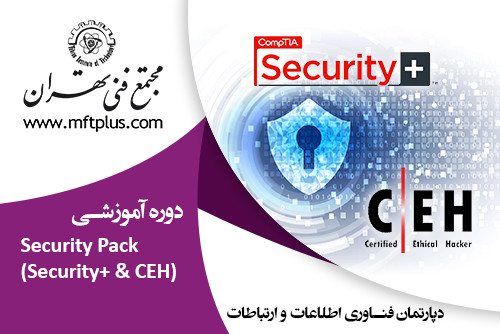 مجتمع فنی تهران
www.mftplus.com
CompTIA
Security+
CEH
Certified Ethical Hacker
دوره آموزشی
Security Pack
(Security+ & CEH)
دپارتمان فناوری اطلاعات و ارتباطات